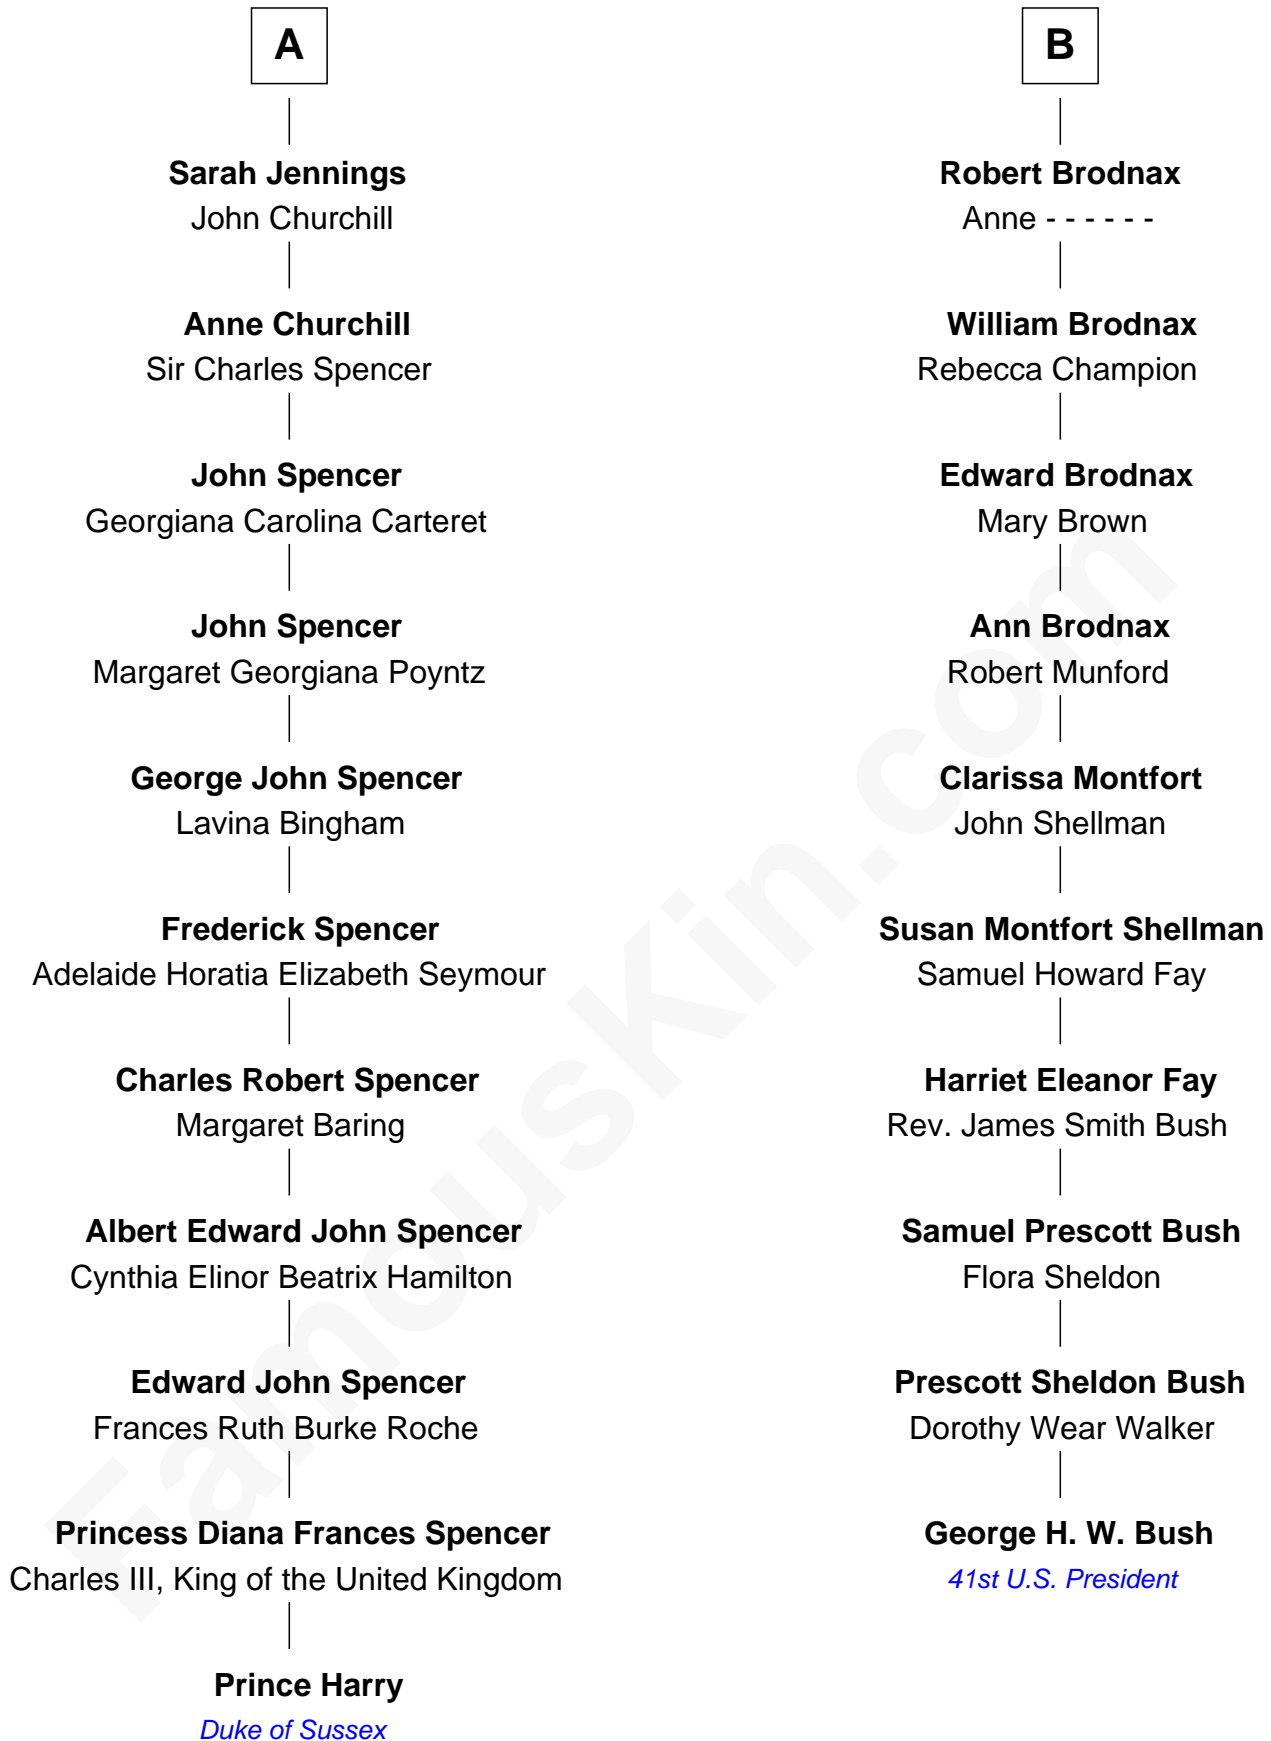 A
Sarah Jennings
John Churchill
Anne Churchill
Sir Charles Spencer
John Spencer
Georgiana Carolina Carteret
John Spencer
Margaret Georgiana Poyntz
George John Spencer
Lavina Bingham
Frederick Spencer
Adelaide Horatia Elizabeth Seymour
Charles Robert Spencer
Margaret Baring
Albert Edward John Spencer
Cynthia Elinor Beatrix Hamilton
Edward John Spencer
Frances Ruth Burke Roche
Princess Diana Frances Spencer
Charles III, King of the United Kingdom
Prince Harry
Duke of Sussex
B
Robert Brodnax
Anne - - - - - -
William Brodnax
Rebecca Champion
Edward Brodnax
Mary Brown
Ann Brodnax
Robert Munford
Clarissa Montfort
John Shellman
Susan Montfort Shellman
Samuel Howard Fay
Harriet Eleanor Fay
Rev. James Smith Bush
Samuel Prescott Bush
Flora Sheldon
Prescott Sheldon Bush
Dorothy Wear Walker
George H. W. Bush
41st U.S. President
FamousKin.com